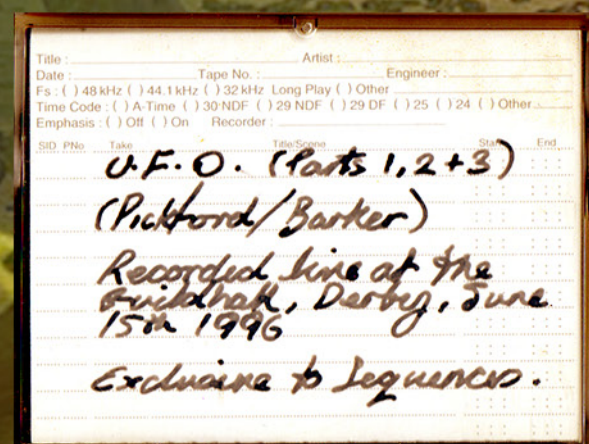 Title : Artist :
Date : Tape No. : Engineer :
Fs : ( ) 48 kHz ( ) 44.1 kHz ( ) 32 kHz Long Play ( ) Other
Time Code : ( ) A-Time ( ) 30 NDF ( ) 29 NDF ( ) 29 DF ( ) 25 ( ) 24 ( ) Other
Emphasis : ( ) Off ( ) On Recorder :
SID PNo Take Title/Scene Start End
U.F.O. (Parts 1, 2 + 3)
(Pickford/Barker)
Recorded live at the
Guildhall, Derby, June
15th 1996
Exclusive to Sequences.